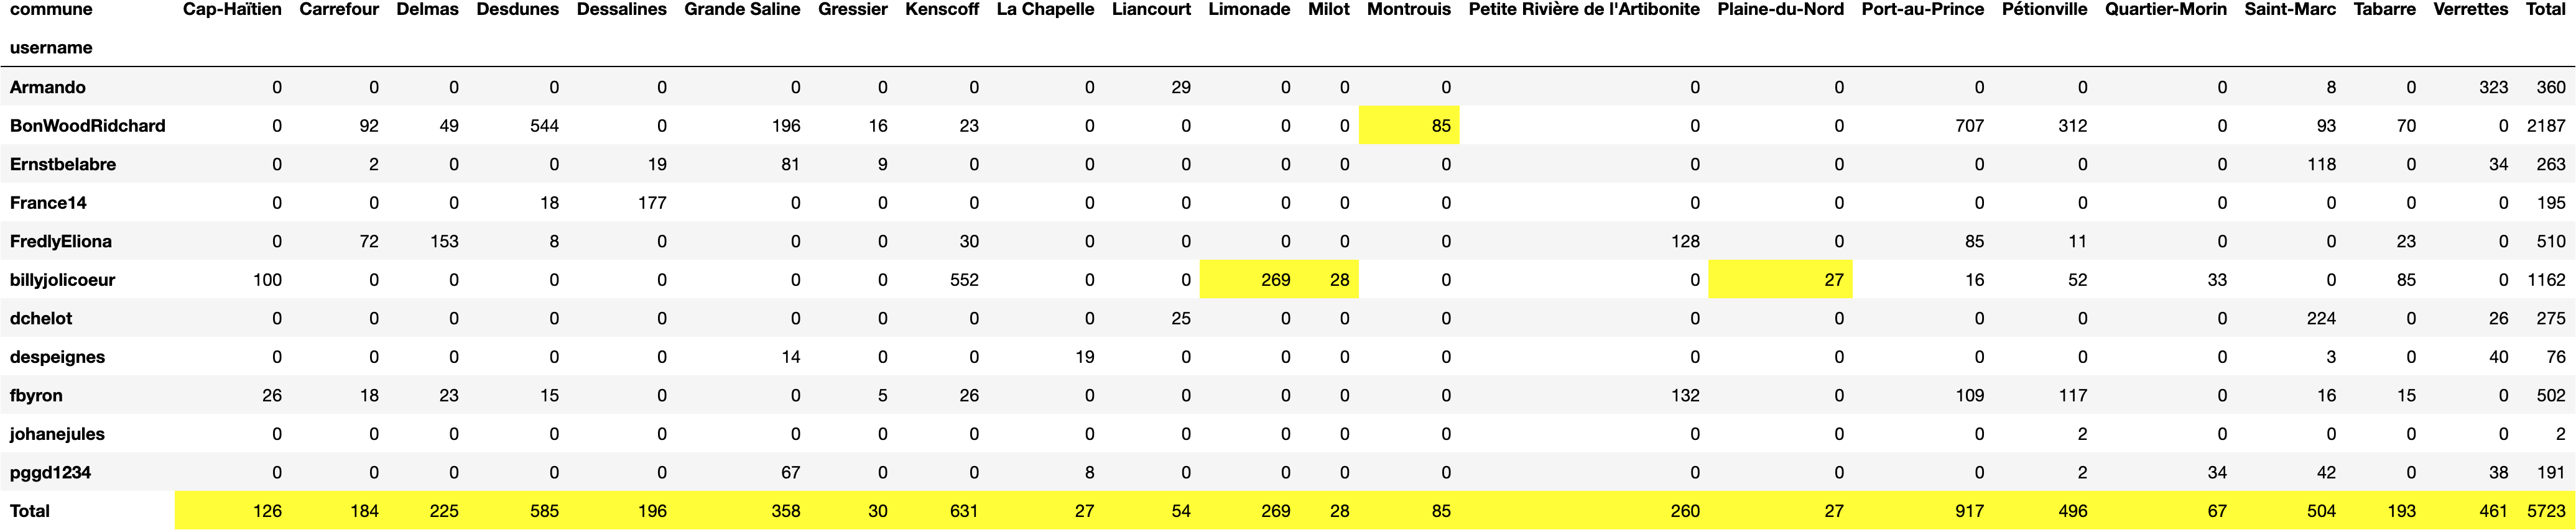 commune Cap-Haïtien Carrefour Delmas Desdunes Dessalines Grande Saline Gressier Kenscoff La Chapelle Liancourt Limonade Milot Montrouis Petite Rivière de l'Artibonite Plaine-du-Nord Port-au-Prince Pétionville Quartier-Morin Saint-Marc Tabarre Verrettes Total
username
Armando 0 0 0 0 0 0 0 0 0 29 0 0 0 0 0 0 0 0 8 0 323 360
BonWoodRidchard 0 92 49 544 0 196 16 23 0 0 0 0 85 0 0 707 312 0 93 70 0 2187
Ernstbelabre 0 2 0 0 19 81 9 0 0 0 0 0 0 0 0 0 0 0 118 0 34 263
France14 0 0 0 18 177 0 0 0 0 0 0 0 0 0 0 0 0 0 0 0 0 195
FredlyEliona 0 72 153 8 0 0 0 30 0 0 0 0 0 128 0 85 11 0 0 23 0 510
billyjolicoeur 100 0 0 0 0 0 0 552 0 0 269 28 0 0 27 16 52 33 0 85 0 1162
dchelot 0 0 0 0 0 0 0 0 0 25 0 0 0 0 0 0 0 0 224 0 26 275
despeignes 0 0 0 0 0 14 0 0 19 0 0 0 0 0 0 0 0 0 3 0 40 76
fbyron 26 18 23 15 0 0 5 26 0 0 0 0 0 132 0 109 117 0 16 15 0 502
johanejules 0 0 0 0 0 0 0 0 0 0 0 0 0 0 0 0 2 0 0 0 0 2
pggd1234 0 0 0 0 0 67 0 0 8 0 0 0 0 0 0 0 2 34 42 0 38 191
Total 126 184 225 585 196 358 30 631 27 54 269 28 85 260 27 917 496 67 504 193 461 5723